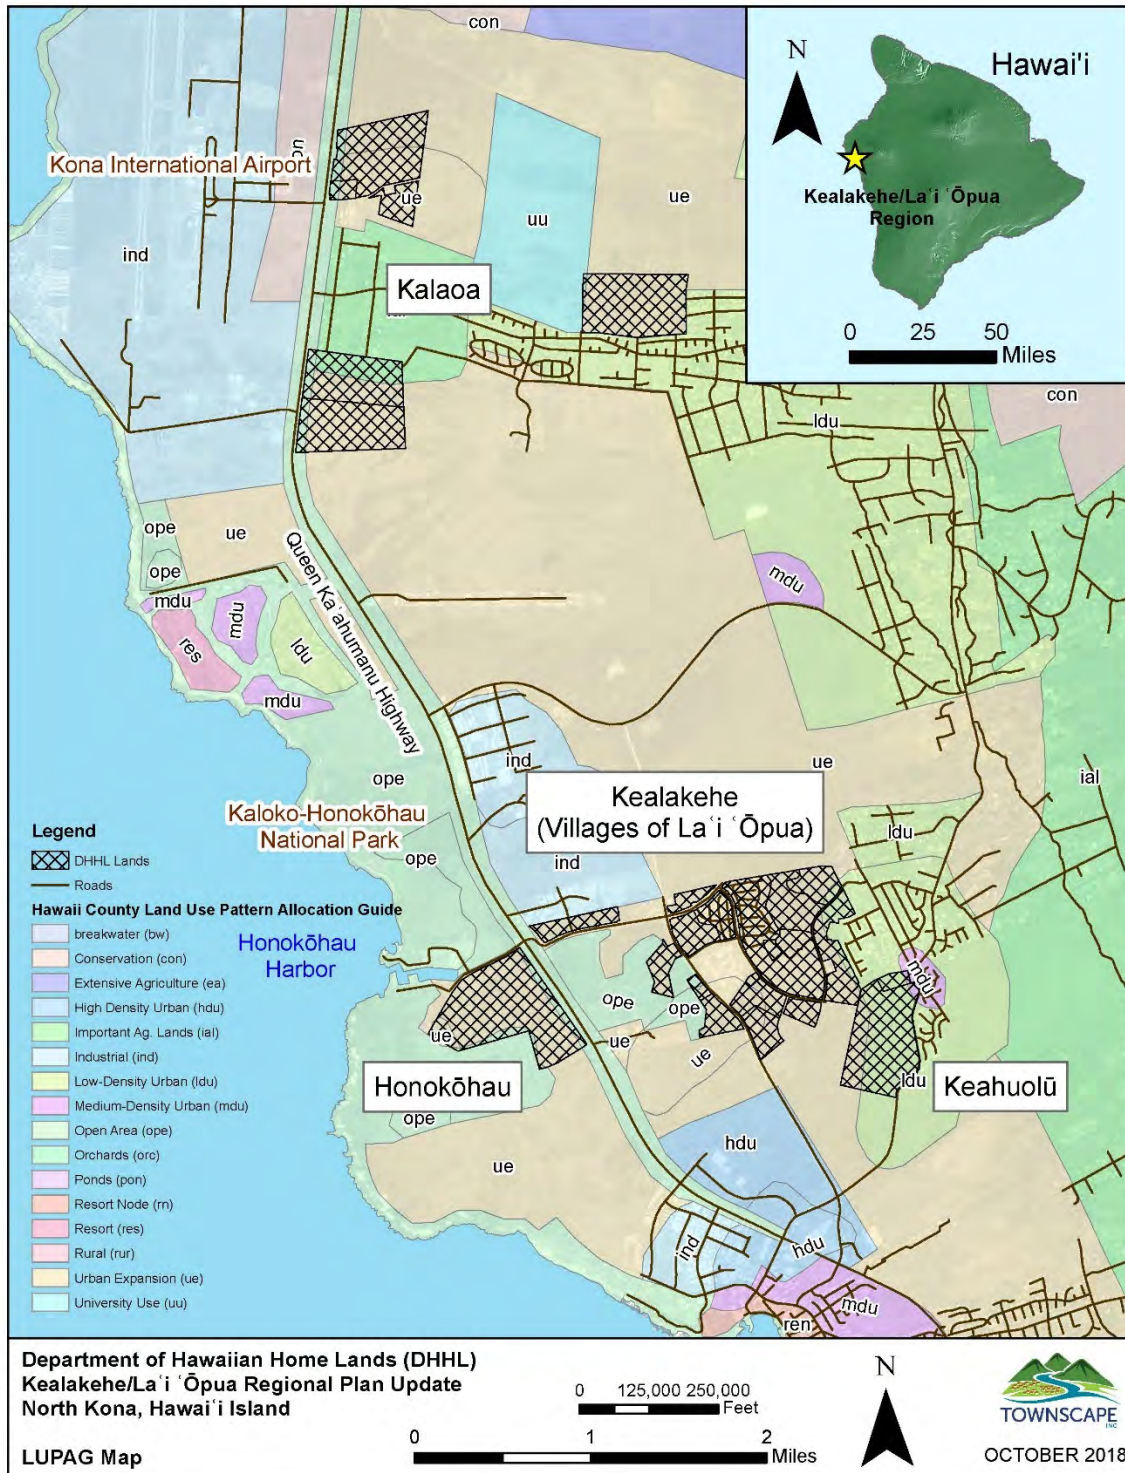 con
N
Hawai'i
Kealakehe/Laʻi ʻŌpua
Region
0 25 50
Miles
Kona International Airport
ue
uu
ue
ind
Kalaoa
con
ldu
ope
ue
ope
mdu
mdu
res
ldu
mdu
Queen Kaʻahumanu Highway
mdu
ope
ind
ue
ial
Kealakehe
(Villages of Laʻi ʻŌpua)
Kaloko-Honokōhau
National Park
ope
ind
ldu
Honokōhau
Harbor
mdu
ope
ope
ue
ue
ue
Honokōhau
Keahuolū
ldu
ope
ue
hdu
ind
hdu
mdu
ren
Legend
DHHL Lands
Roads
Hawaii County Land Use Pattern Allocation Guide
breakwater (bw)
Conservation (con)
Extensive Agriculture (ea)
High Density Urban (hdu)
Important Ag. Lands (ial)
Industrial (ind)
Low-Density Urban (ldu)
Medium-Density Urban (mdu)
Open Area (ope)
Orchards (orc)
Ponds (pon)
Resort Node (rn)
Resort (res)
Rural (rur)
Urban Expansion (ue)
University Use (uu)
Department of Hawaiian Home Lands (DHHL)
Kealakehe/Laʻi ʻŌpua Regional Plan Update
North Kona, Hawaiʻi Island
LUPAG Map
0 125,000 250,000
Feet
0 1 2
Miles
N
TOWNSCAPE
INC
OCTOBER 2018